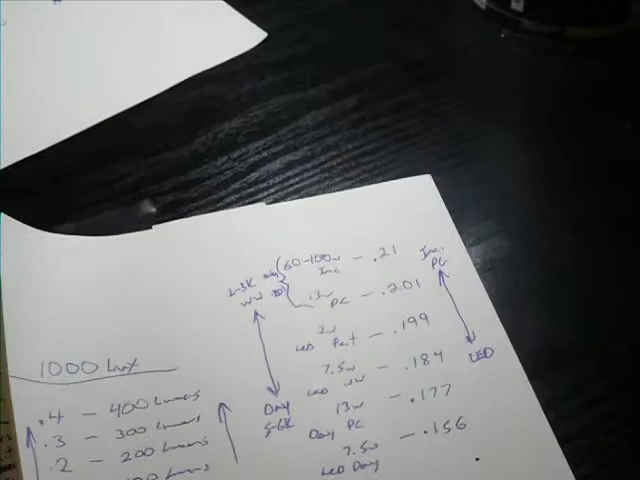 60-100w - .21
Inc
Inc.
PC
2-3K
WW
13w
PC - .201
2w
LED - .199
7.5w
LED WW - .184
LED
13w
Day PC - .177
7.5w
LED Day - .156
Day
5-6K
1000 Lux
.4 - 400 Lumens
.3 - 300 Lumens
.2 - 200 Lumens
Lumens